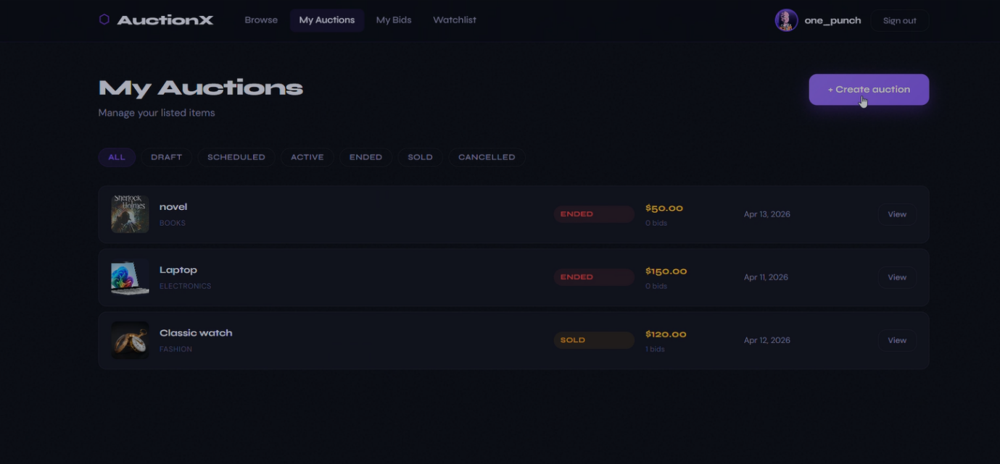 AuctionX Browse My Auctions My Bids Watchlist one_punch Sign out
My Auctions
+ Create auction
Manage your listed items
ALL DRAFT SCHEDULED ACTIVE ENDED SOLD CANCELLED
Sherlock
Holmes
novel
BOOKS
ENDED
$50.00
0 bids
Apr 13, 2026
View
Laptop
ELECTRONICS
ENDED
$150.00
0 bids
Apr 11, 2026
View
Classic watch
FASHION
SOLD
$120.00
1 bids
Apr 12, 2026
View